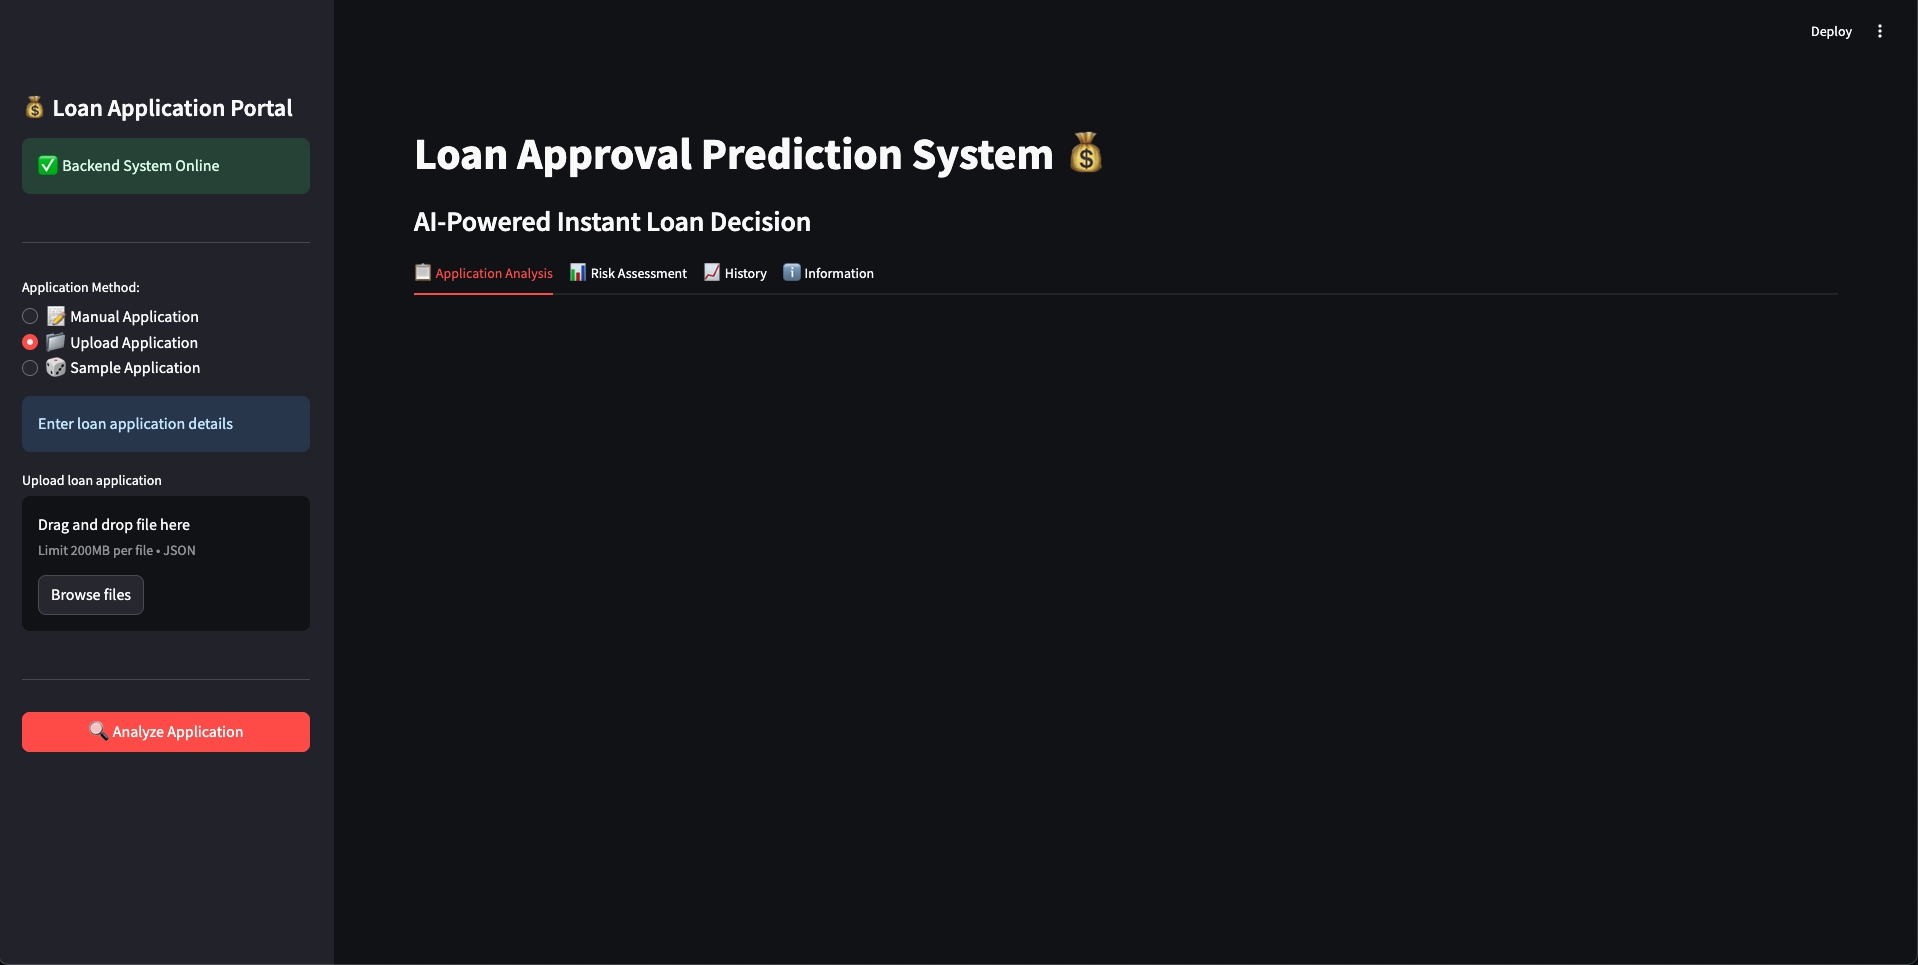 Deploy
Loan Application Portal
Backend System Online
Application Method:
Manual Application
Upload Application
Sample Application
Enter loan application details
Upload loan application
Drag and drop file here
Limit 200MB per file • JSON
Browse files
Analyze Application
Loan Approval Prediction System
AI-Powered Instant Loan Decision
Application Analysis Risk Assessment History Information